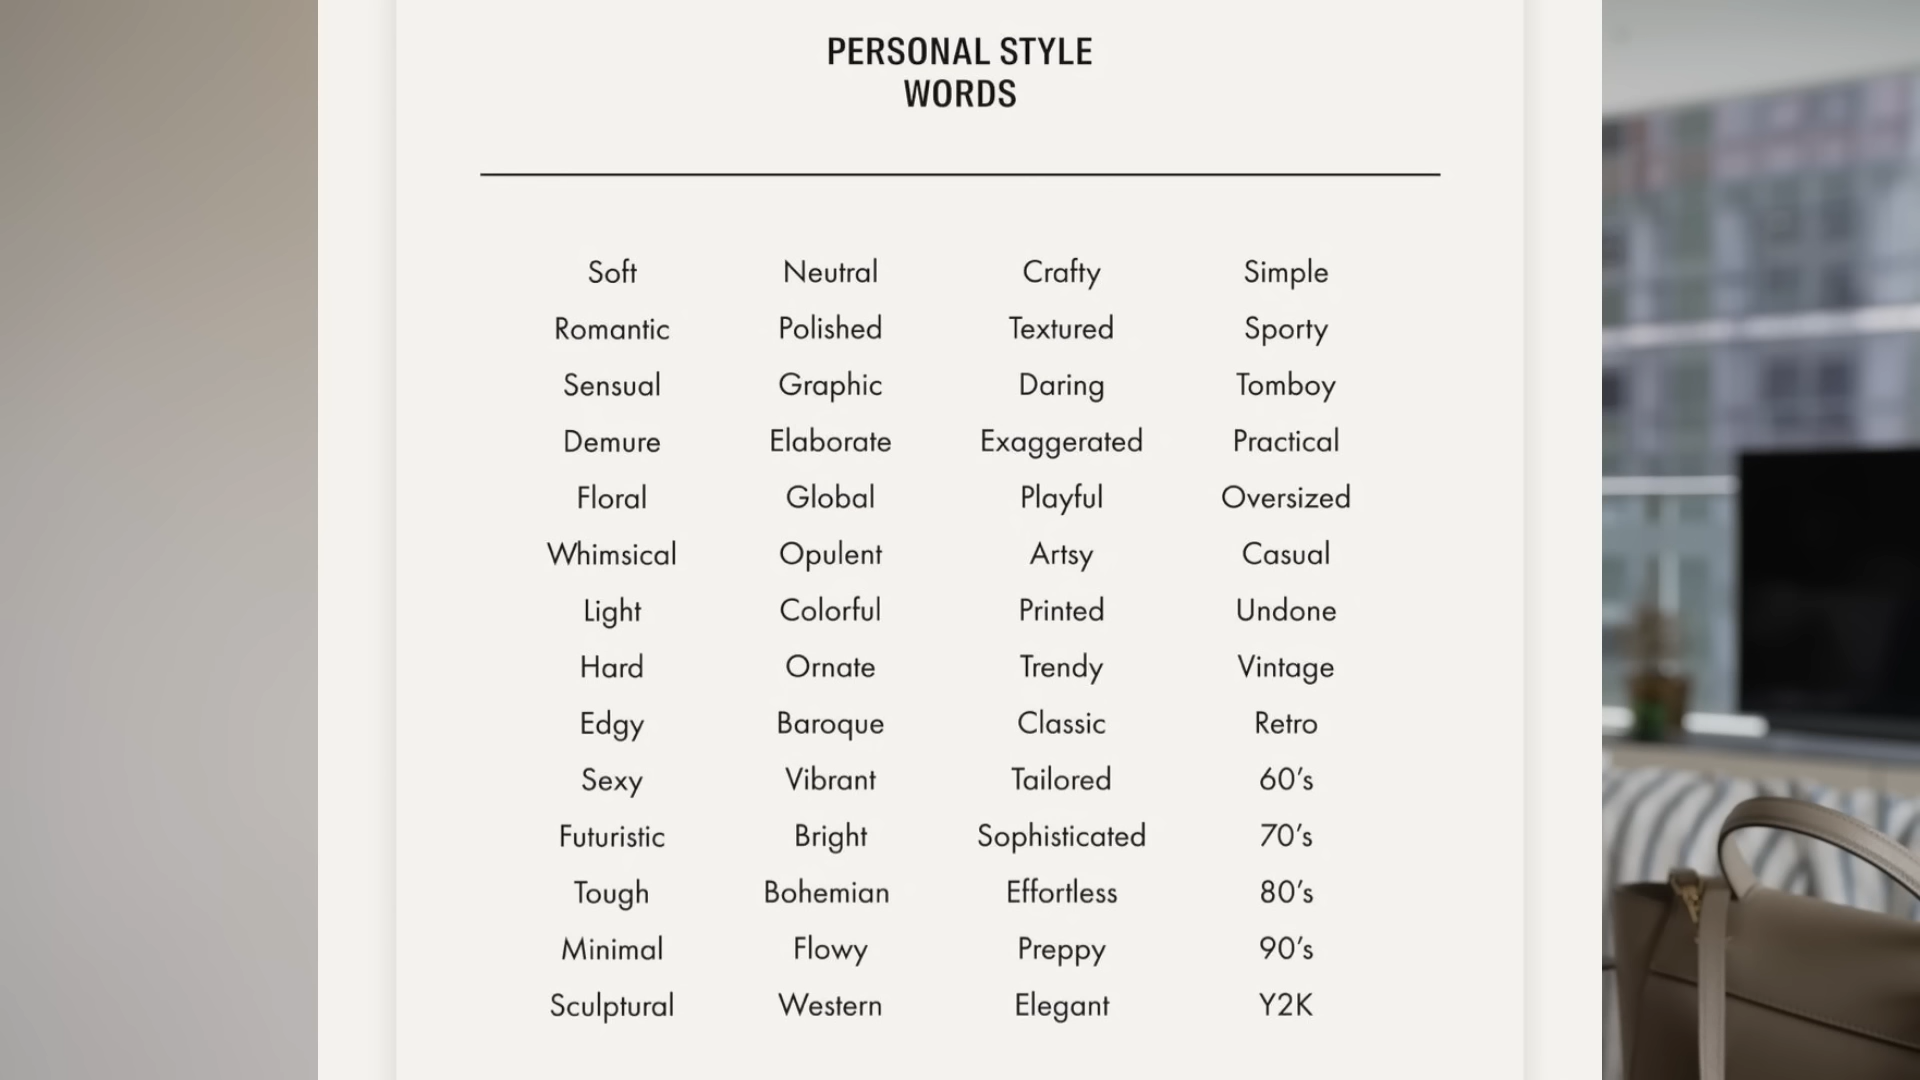 PERSONAL STYLE
WORDS
Soft Neutral Crafty Simple
Romantic Polished Textured Sporty
Sensual Graphic Daring Tomboy
Demure Elaborate Exaggerated Practical
Floral Global Playful Oversized
Whimsical Opulent Artsy Casual
Light Colorful Printed Undone
Hard Ornate Trendy Vintage
Edgy Baroque Classic Retro
Sexy Vibrant Tailored 60's
Futuristic Bright Sophisticated 70's
Tough Bohemian Effortless 80's
Minimal Flowy Preppy 90's
Sculptural Western Elegant Y2K